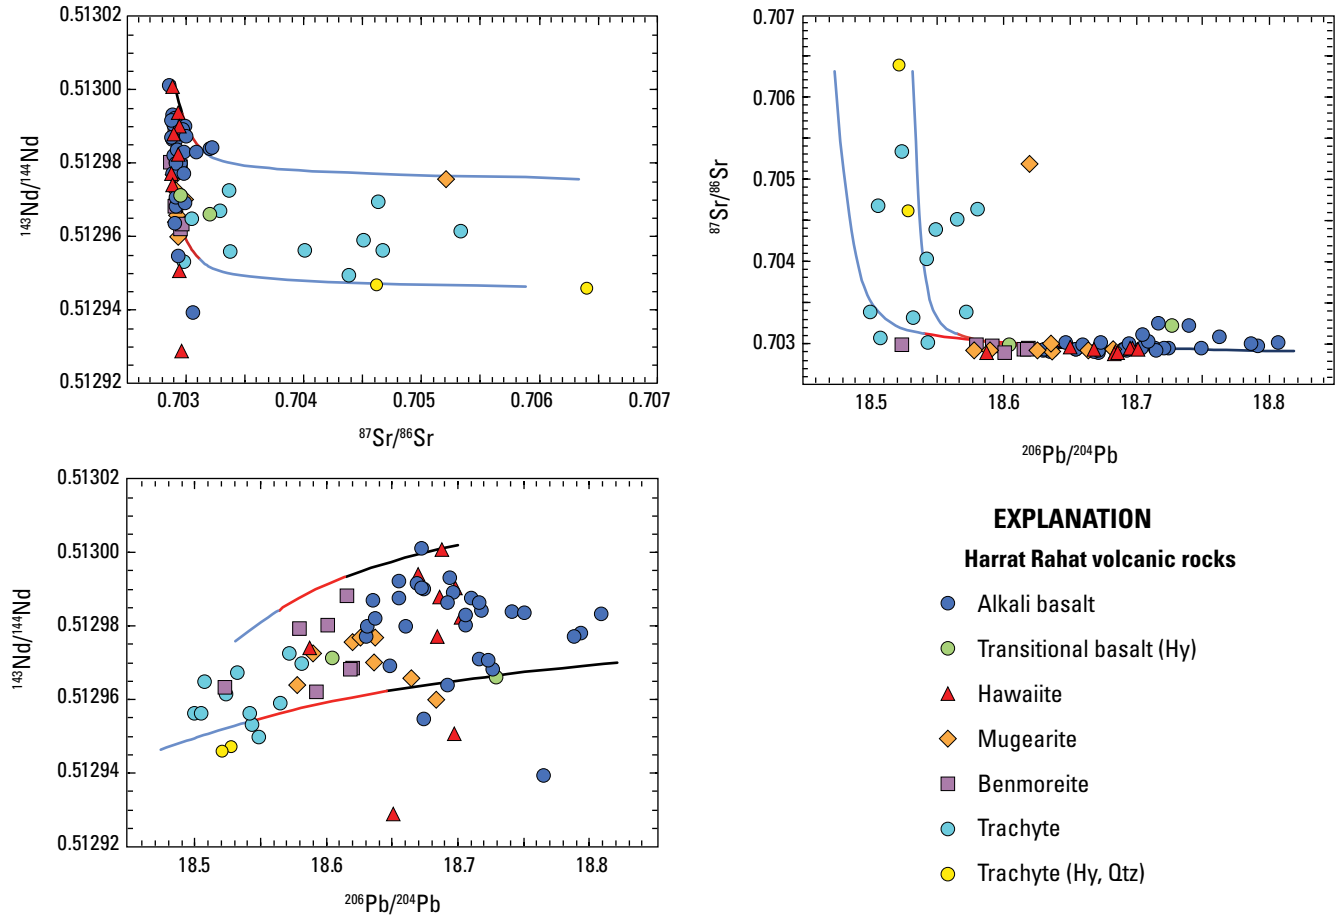 0.51302
0.51300
0.51298
0.51296
0.51294
0.51292
¹⁴³Nd/¹⁴⁴Nd
0.703 0.704 0.705 0.706 0.707
⁸⁷Sr/⁸⁶Sr
0.707
0.706
0.705
0.704
0.703
⁸⁷Sr/⁸⁶Sr
18.5 18.6 18.7 18.8
²⁰⁶Pb/²⁰⁴Pb
0.51302
0.51300
0.51298
0.51296
0.51294
0.51292
¹⁴³Nd/¹⁴⁴Nd
18.5 18.6 18.7 18.8
²⁰⁶Pb/²⁰⁴Pb
EXPLANATION
Harrat Rahat volcanic rocks
Alkali basalt
Transitional basalt (Hy)
Hawaiite
Mugearite
Benmoreite
Trachyte
Trachyte (Hy, Qtz)